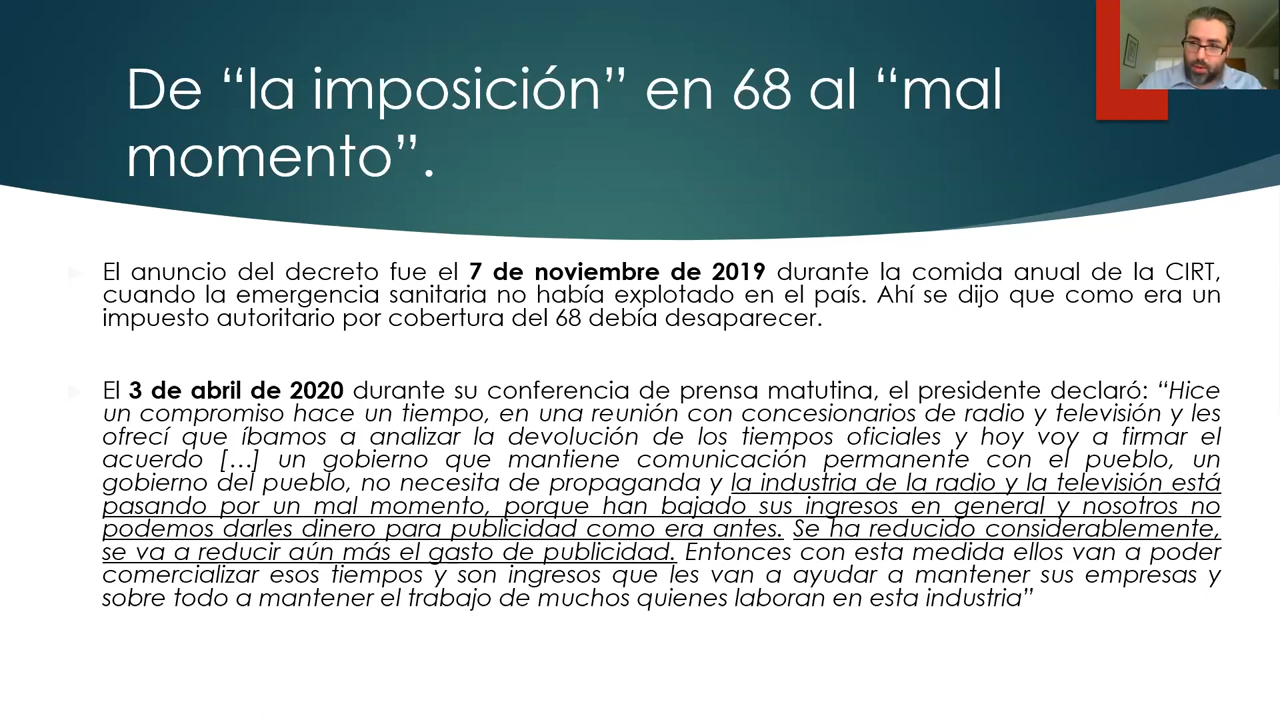 De “la imposición” en 68 al “mal
momento”.
El anuncio del decreto fue el 7 de noviembre de 2019 durante la comida anual de la CIRT,
cuando la emergencia sanitaria no había explotado en el país. Ahí se dijo que como era un
impuesto autoritario por cobertura del 68 debía desaparecer.
El 3 de abril de 2020 durante su conferencia de prensa matutina, el presidente declaró: “Hice
un compromiso hace un tiempo, en una reunión con concesionarios de radio y televisión y les
ofrecí que íbamos a analizar la devolución de los tiempos oficiales y hoy voy a firmar el
acuerdo [...] un gobierno que mantiene comunicación permanente con el pueblo, un
gobierno del pueblo, no necesita de propaganda y la industria de la radio y la televisión está
pasando por un mal momento, porque han bajado sus ingresos en general y nosotros no
podemos darles dinero para publicidad como era antes. Se ha reducido considerablemente,
se va a reducir aún más el gasto de publicidad. Entonces con esta medida ellos van a poder
comercializar esos tiempos y son ingresos que les van a ayudar a mantener sus empresas y
sobre todo a mantener el trabajo de muchos quienes laboran en esta industria”